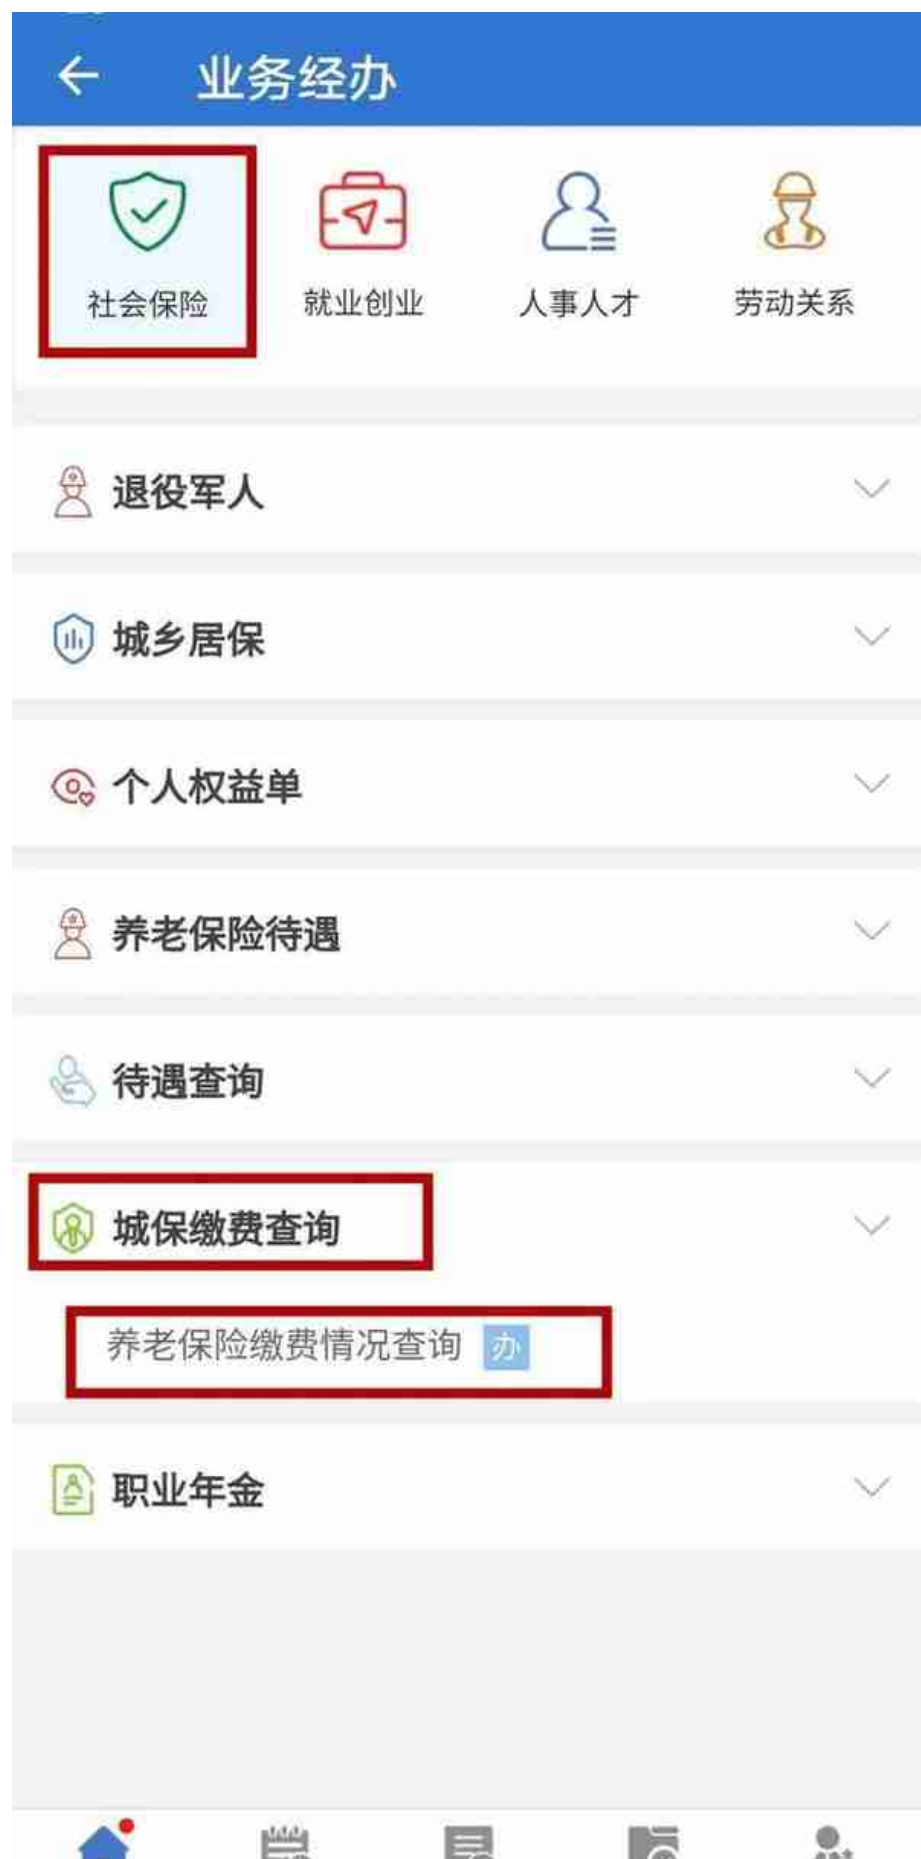 业务经办
社会保险 就业创业 人事人才 劳动关系
退役军人
城乡居保
个人权益单
养老保险待遇
待遇查询
城保缴费查询
养老保险缴费情况查询 办
职业年金